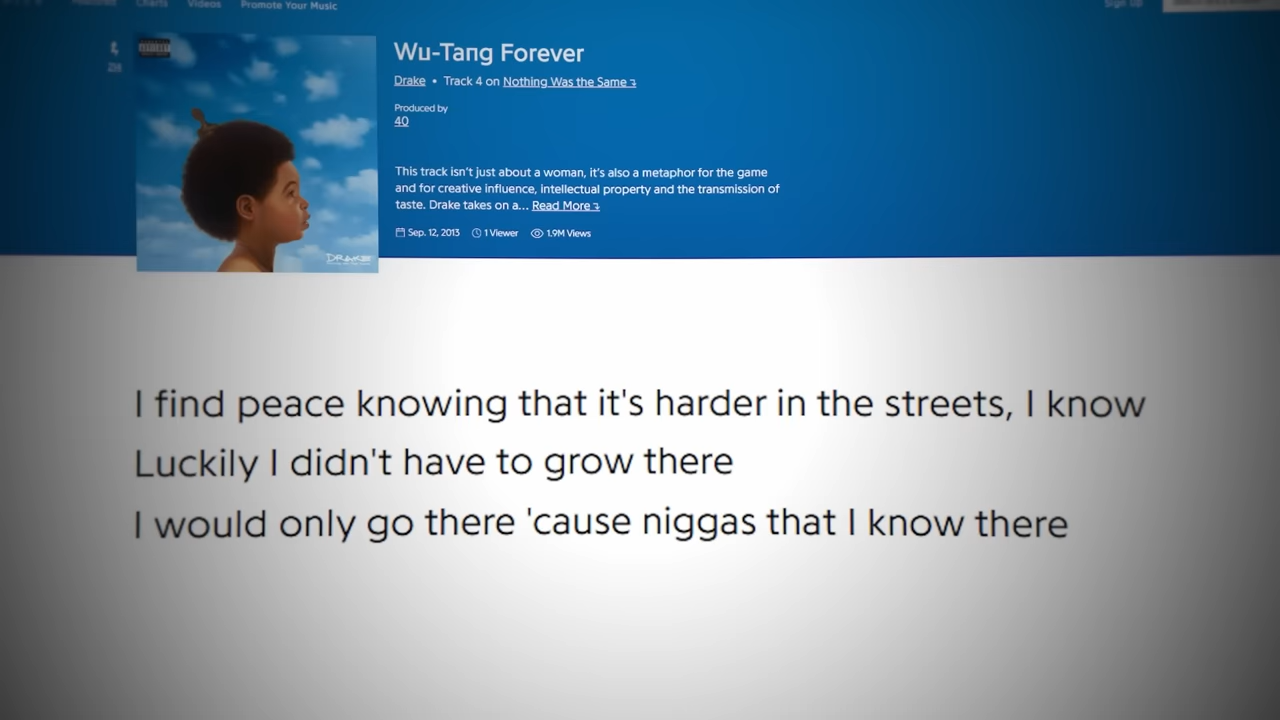 Featured Charts Videos Promote Your Music
Sign Up
Wu-Tang Forever
Drake • Track 4 on Nothing Was the Same
Produced by
40
This track isn't just about a woman, it's also a metaphor for the game
and for creative influence, intellectual property and the transmission of
taste. Drake takes on a... Read More
Sep. 12, 2013 1 Viewer 1.9M Views
DRAKE
I find peace knowing that it's harder in the streets, I know
Luckily I didn't have to grow there
I would only go there 'cause niggas that I know there